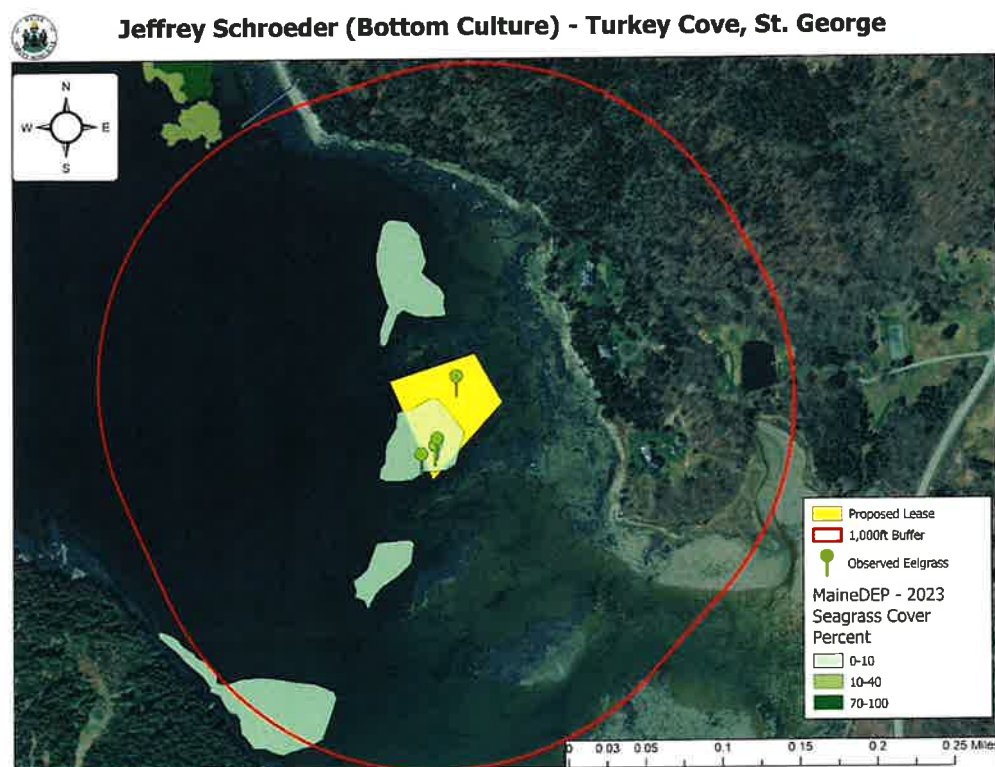 Jeffrey Schroeder (Bottom Culture) - Turkey Cove, St. George
N
W E
S
Proposed Lease
1,000ft Buffer
Observed Eelgrass
MaineDEP - 2023
Seagrass Cover
Percent
0-10
10-40
70-100
0 0.03 0.05 0.1 0.15 0.2 0.25 Miles